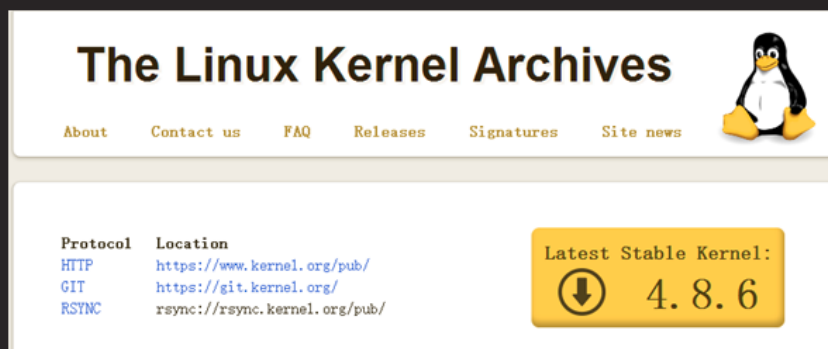 The Linux Kernel Archives
About Contact us FAQ Releases Signatures Site news
Protocol Location
HTTP https://www.kernel.org/pub/
GIT https://git.kernel.org/
RSYNC rsync://rsync.kernel.org/pub/
Latest Stable Kernel:
4.8.6